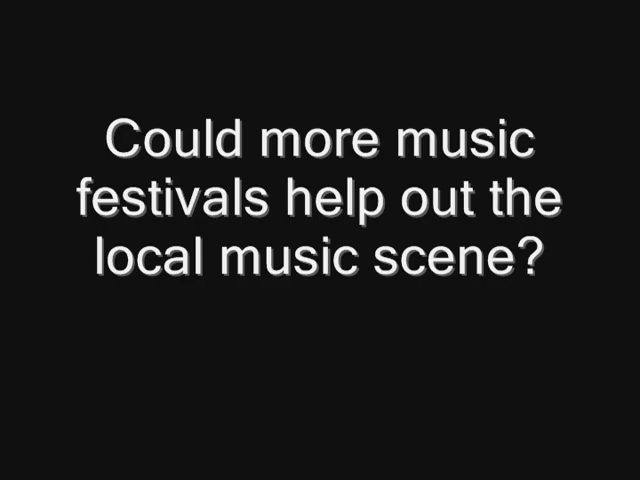 Could more music
festivals help out the
local music scene?